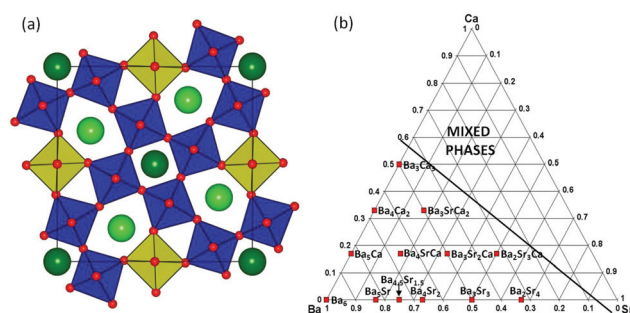 (a)
(b)
Ca
1 0
0.9 0.1
0.8 0.2
0.7 0.3
0.6 0.4
MIXED
PHASES
0.5 0.5
Ba₃Ca₃
0.4 0.6
Ba₄Ca₂ Ba₃SrCa₂
0.3 0.7
0.2 0.8
Ba₅Ca Ba₄SrCa Ba₃Sr₂Ca Ba₂Sr₃Ca
0.1 0.9
Ba₄.₅Sr₁.₅
0 Ba₆ Ba₅Sr Ba₄Sr₂ Ba₃Sr₃ Ba₂Sr₄ 1
Ba Sr
1 0.9 0.8 0.7 0.6 0.5 0.4 0.3 0.2 0.1 0